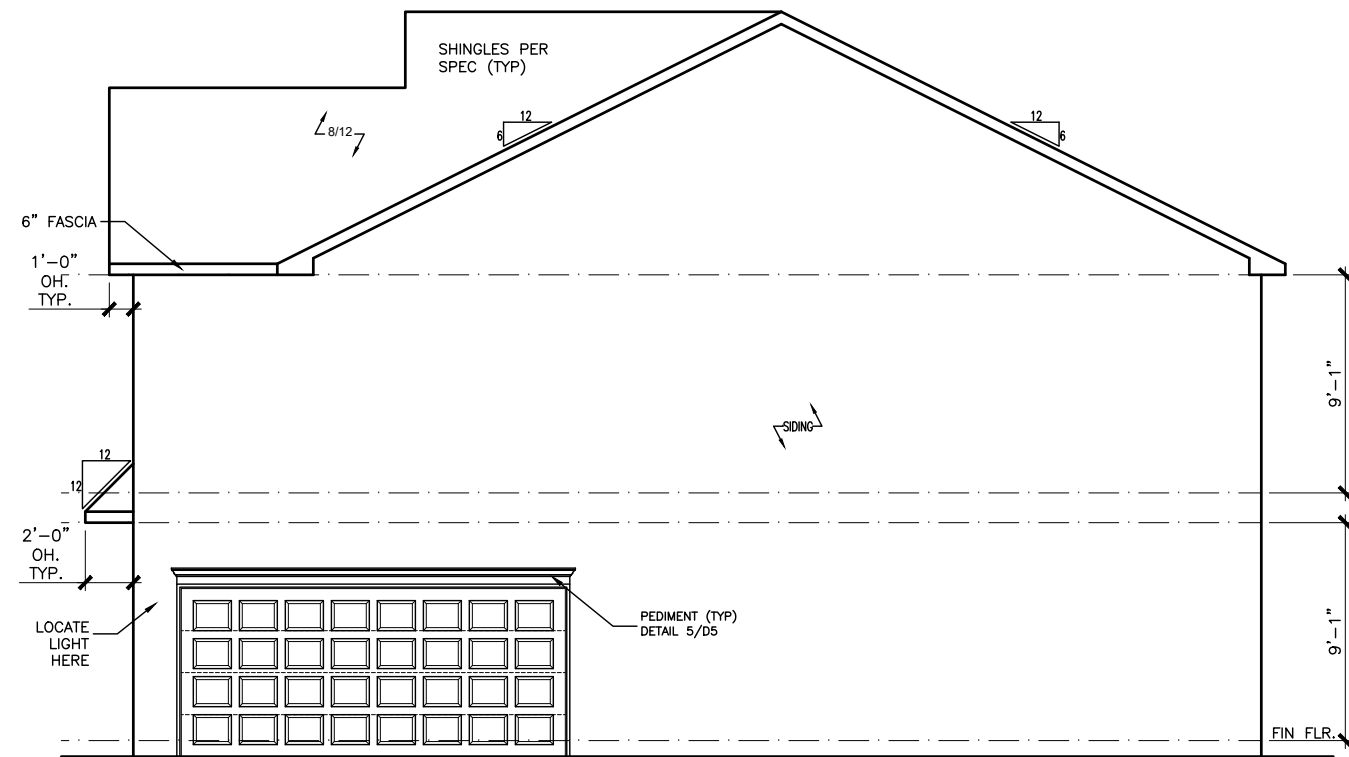 SHINGLES PER
SPEC (TYP)
12
6
12
6
8/12
6" FASCIA
1'-0"
OH.
TYP.
9'-1"
SIDING
12
12
2'-0"
OH.
TYP.
LOCATE
LIGHT
HERE
PEDIMENT (TYP)
DETAIL 5/D5
9'-1"
FIN FLR.